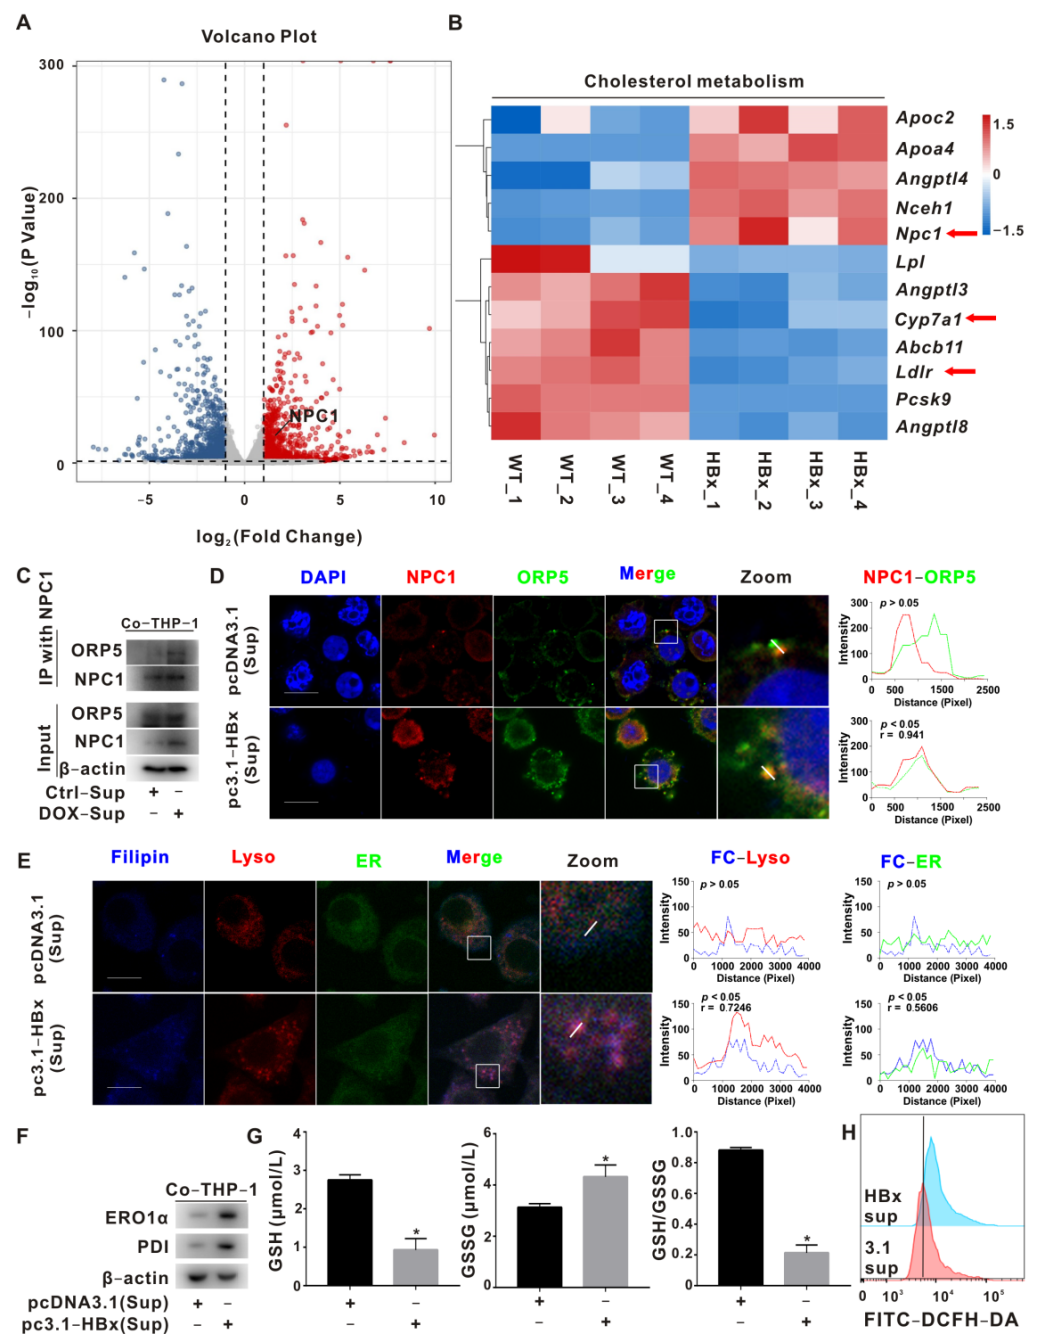 A
Volcano Plot
300
200
100
0
−log10(P Value)
NPC1
−5
0
5
10
log2(Fold Change)
B
Cholesterol metabolism
Apoc2
Apoa4
Angptl4
Nceh1
Npc1
Lpl
Angptl3
Cyp7a1
Abcb11
Ldlr
Pcsk9
Angptl8
1.5
0
−1.5
WT_1
WT_2
WT_3
WT_4
HBx_1
HBx_2
HBx_3
HBx_4
C
IP with NPC1
Co−THP−1
ORP5
NPC1
Input
ORP5
NPC1
β−actin
Ctrl−Sup + −
DOX−Sup − +
D
DAPI NPC1 ORP5 Merge Zoom NPC1−ORP5
pcDNA3.1 (Sup)
pc3.1−HBx (Sup)
p > 0.05
Intensity
300
200
100
0
0 500 1500 2500
Distance (Pixel)
p < 0.05
r = 0.941
Intensity
300
200
100
0
0 500 1500 2500
Distance (Pixel)
E
Filipin Lyso ER Merge Zoom FC−Lyso FC−ER
pcDNA3.1 (Sup)
pc3.1−HBx (Sup)
p > 0.05
Intensity
150
100
50
0
0 1000 2000 3000 4000
Distance (Pixel)
p > 0.05
Intensity
150
100
50
0
0 1000 2000 3000 4000
Distance (Pixel)
p < 0.05
r = 0.7246
Intensity
150
100
50
0
0 1000 2000 3000 4000
Distance (Pixel)
p < 0.05
r = 0.5606
Intensity
150
100
50
0
0 1000 2000 3000 4000
Distance (Pixel)
F
Co−THP−1
ERO1α
PDI
β−actin
pcDNA3.1(Sup) + −
pc3.1−HBx(Sup) − +
G
GSH (μmol/L)
4
3
2
1
0
*
+ −
− +
GSSG (μmol/L)
6
4
2
0
*
+ −
− +
GSH/GSSG
1.0
0.8
0.6
0.4
0.2
0
*
+ −
− +
H
HBx sup
3.1 sup
0 103 104 105
FITC−DCFH−DA